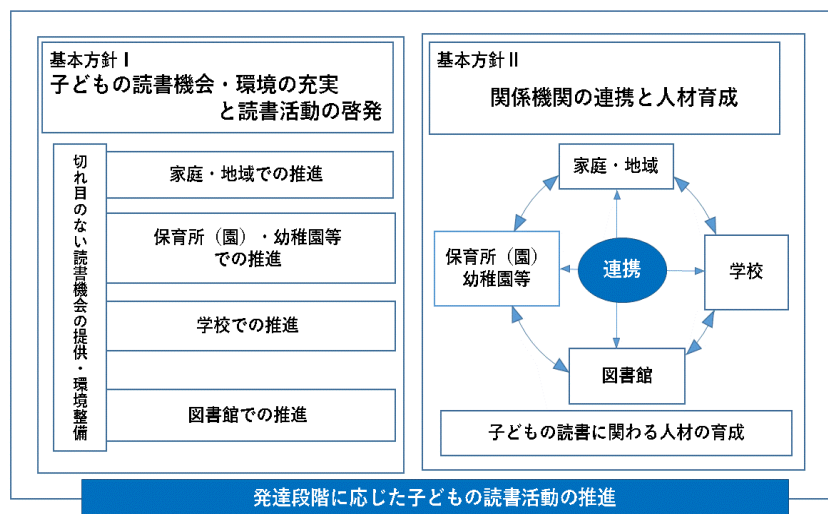 基本方針Ⅰ
子どもの読書機会・環境の充実
と読書活動の啓発
切れ目のない読書機会の提供・環境整備
家庭・地域での推進
保育所（園）・幼稚園等
での推進
学校での推進
図書館での推進
基本方針Ⅱ
関係機関の連携と人材育成
家庭・地域
保育所（園）
幼稚園等
連携
学校
図書館
子どもの読書に関わる人材の育成
発達段階に応じた子どもの読書活動の推進